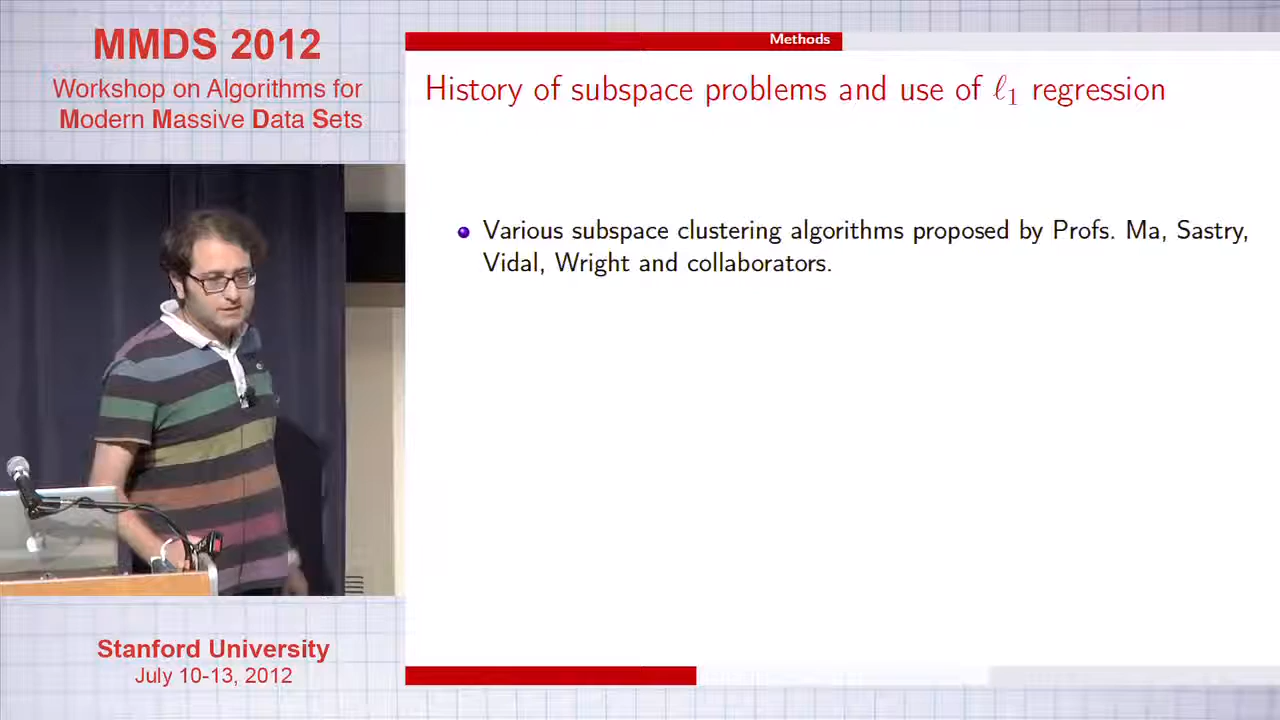 MMDS 2012
Workshop on Algorithms for
Modern Massive Data Sets
Methods
History of subspace problems and use of ℓ₁ regression
Various subspace clustering algorithms proposed by Profs. Ma, Sastry,
Vidal, Wright and collaborators.
Stanford University
July 10-13, 2012